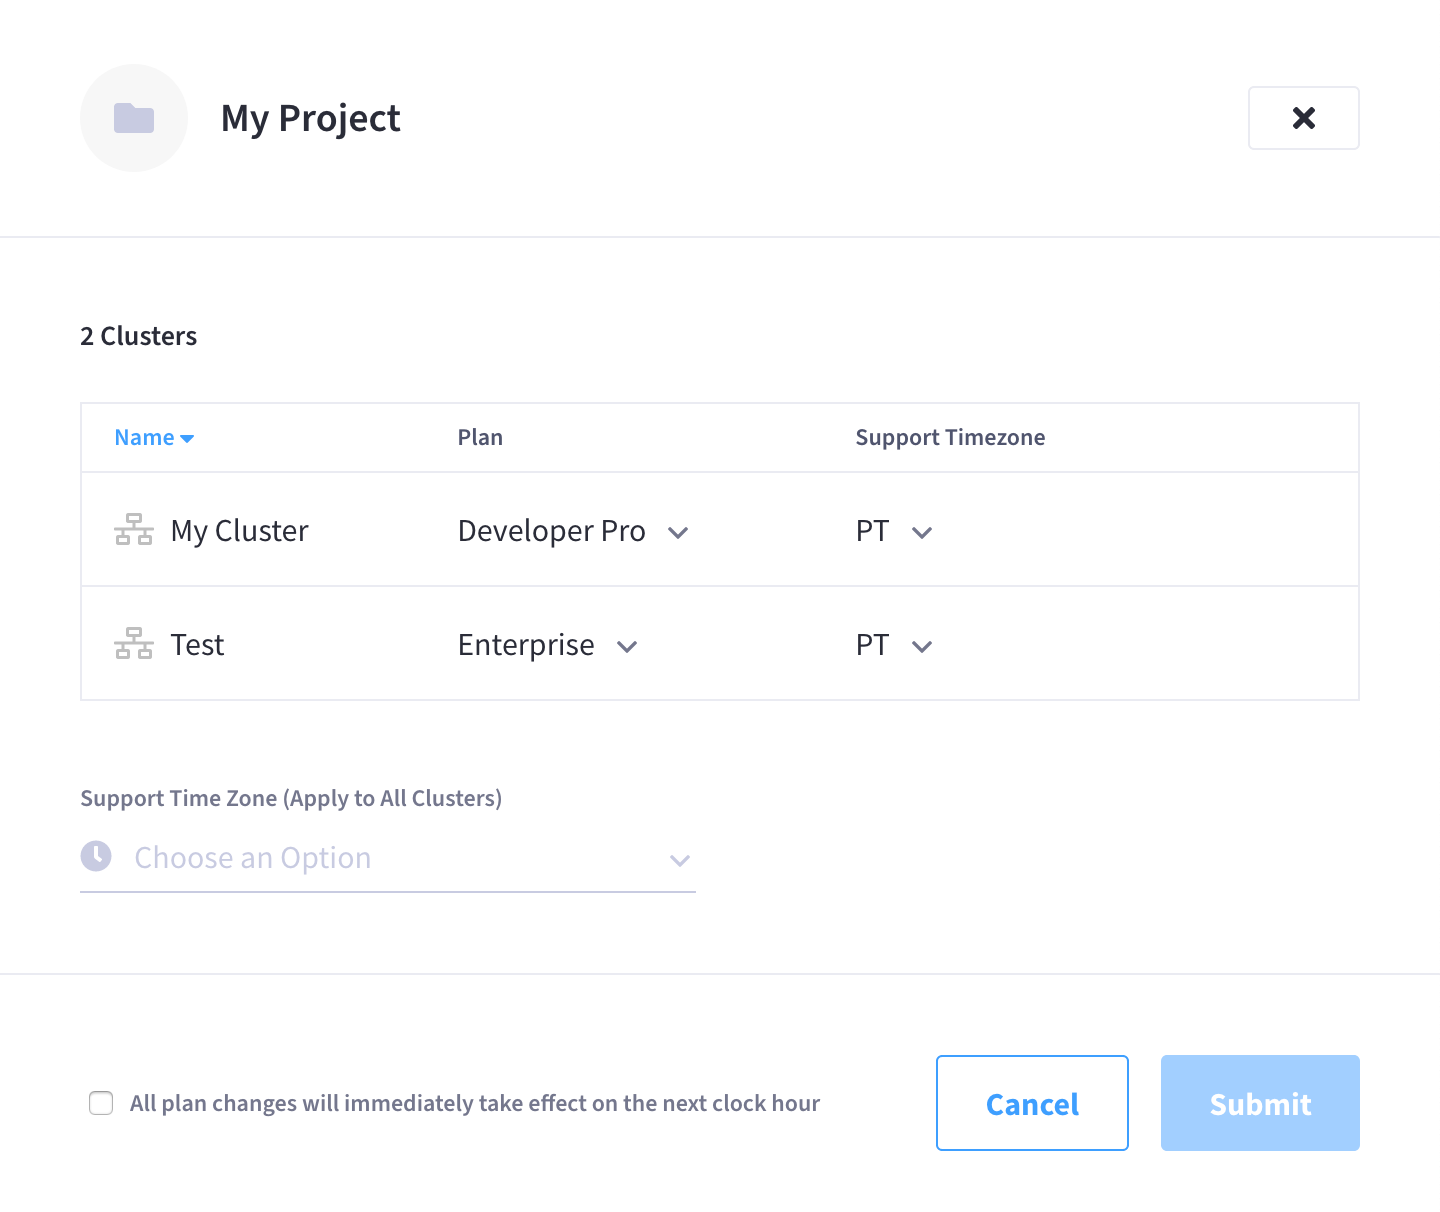 My Project
2 Clusters
Name Plan Support Timezone
My Cluster Developer Pro PT
Test Enterprise PT
Support Time Zone (Apply to All Clusters)
Choose an Option
All plan changes will immediately take effect on the next clock hour
Cancel Submit